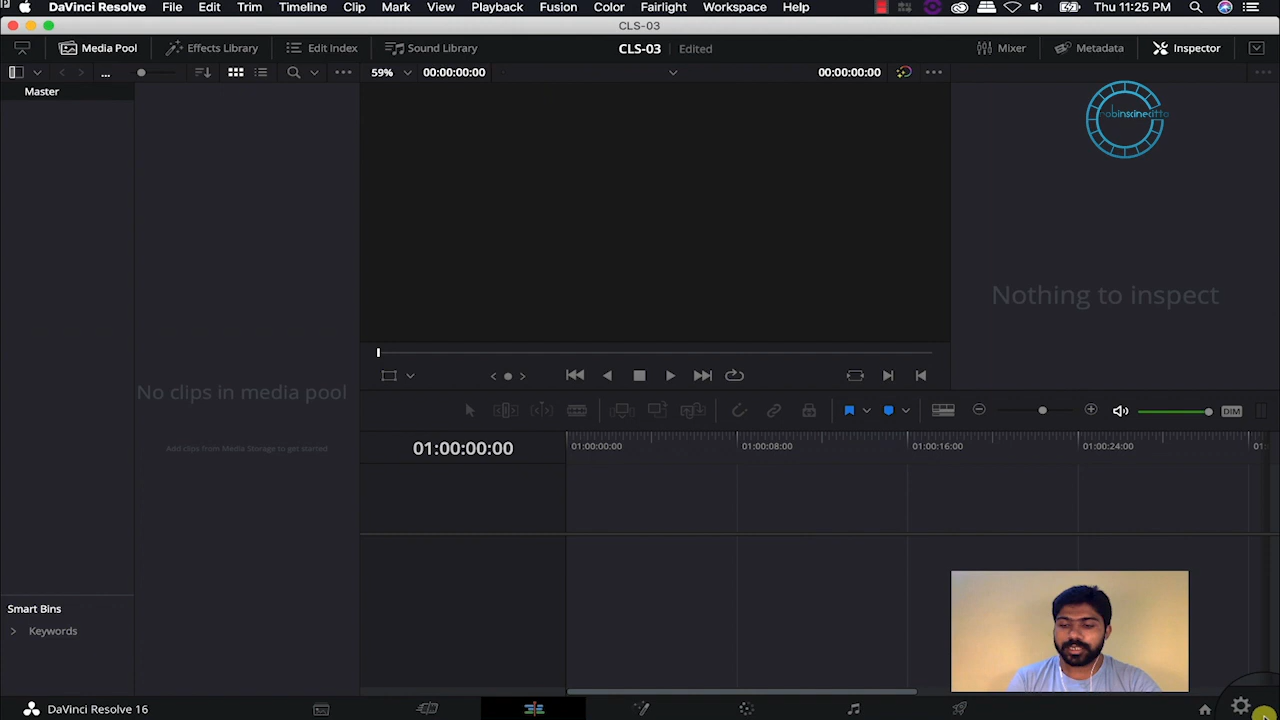 DaVinci Resolve File Edit Trim Timeline Clip Mark View Playback Fusion Color Fairlight Workspace Help Thu 11:25 PM
CLS-03
Media Pool Effects Library Edit Index Sound Library CLS-03 Edited Mixer Metadata Inspector
... 59% 00:00:00:00 00:00:00:00
Master
robinscinecitta
Nothing to inspect
No clips in media pool
Add clips from Media Storage to get started
DIM
01:00:00:00 01:00:00:00 01:00:08:00 01:00:16:00 01:00:24:00
Smart Bins
Keywords
DaVinci Resolve 16